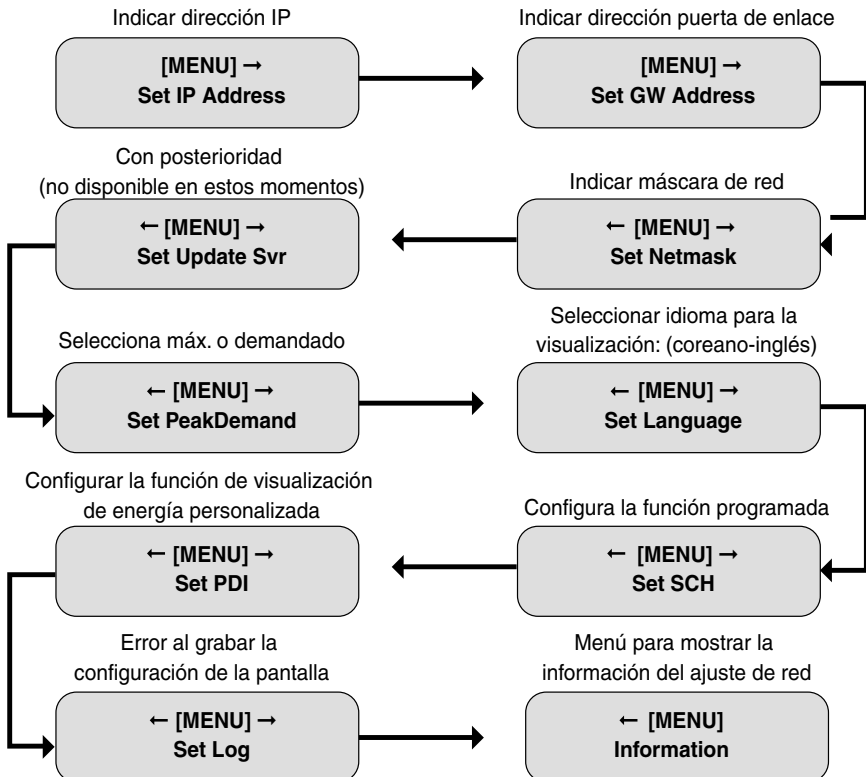 Indicar dirección IP
[MENU] →
Set IP Address
Indicar dirección puerta de enlace
[MENU] →
Set GW Address
Con posterioridad
(no disponible en estos momentos)
← [MENU] →
Set Update Svr
Indicar máscara de red
← [MENU] →
Set Netmask
Selecciona máx. o demandado
← [MENU] →
Set PeakDemand
Seleccionar idioma para la
visualización: (coreano-inglés)
← [MENU] →
Set Language
Configurar la función de visualización
de energía personalizada
← [MENU] →
Set PDI
Configura la función programada
← [MENU] →
Set SCH
Error al grabar la
configuración de la pantalla
← [MENU] →
Set Log
Menú para mostrar la
información del ajuste de red
← [MENU]
Information